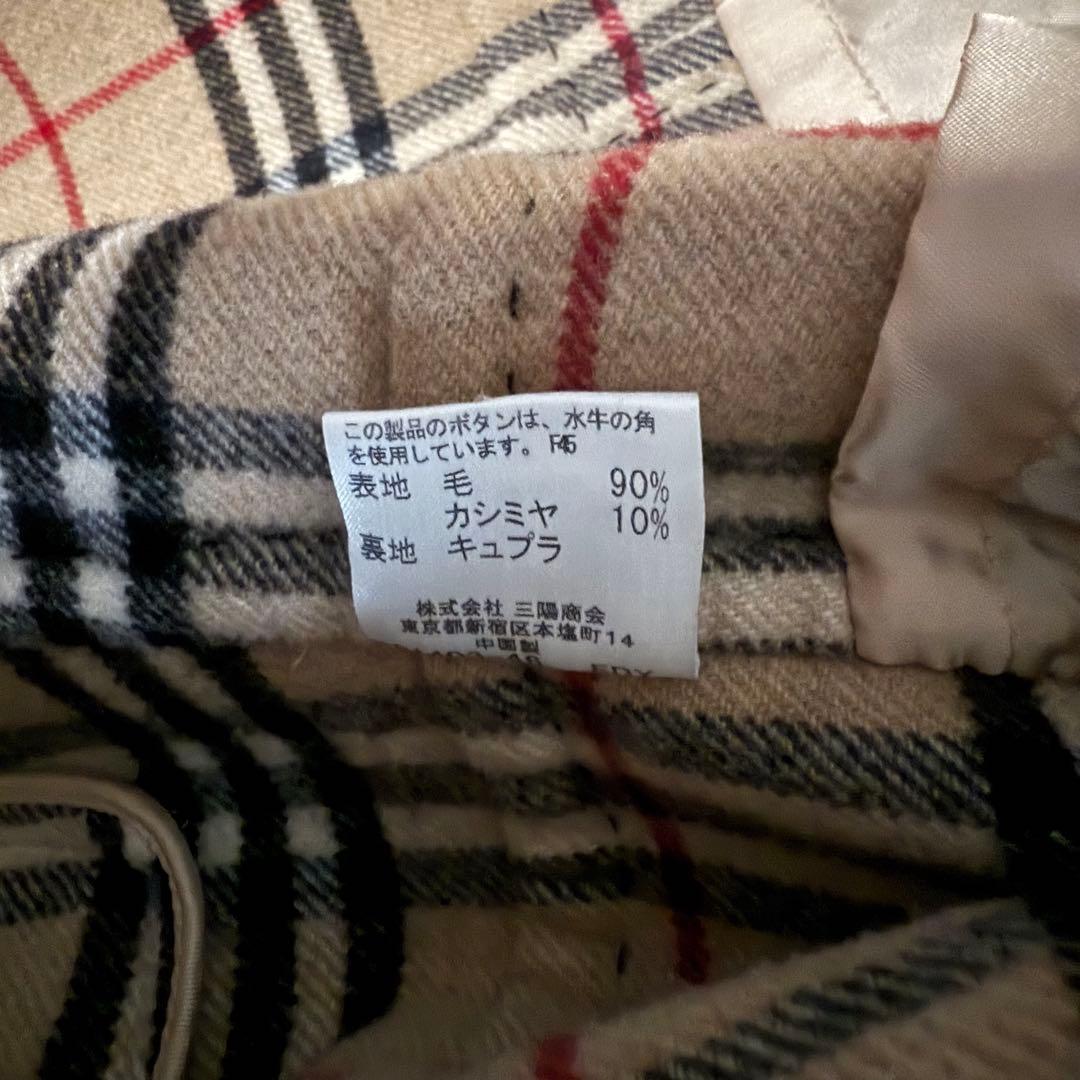 この製品のボタンは、水牛の角
を使用しています。 F45
表地 毛 90%
カシミヤ 10%
裏地 キュプラ
株式会社 三陽商会
東京都新宿区本塩町14
中国製